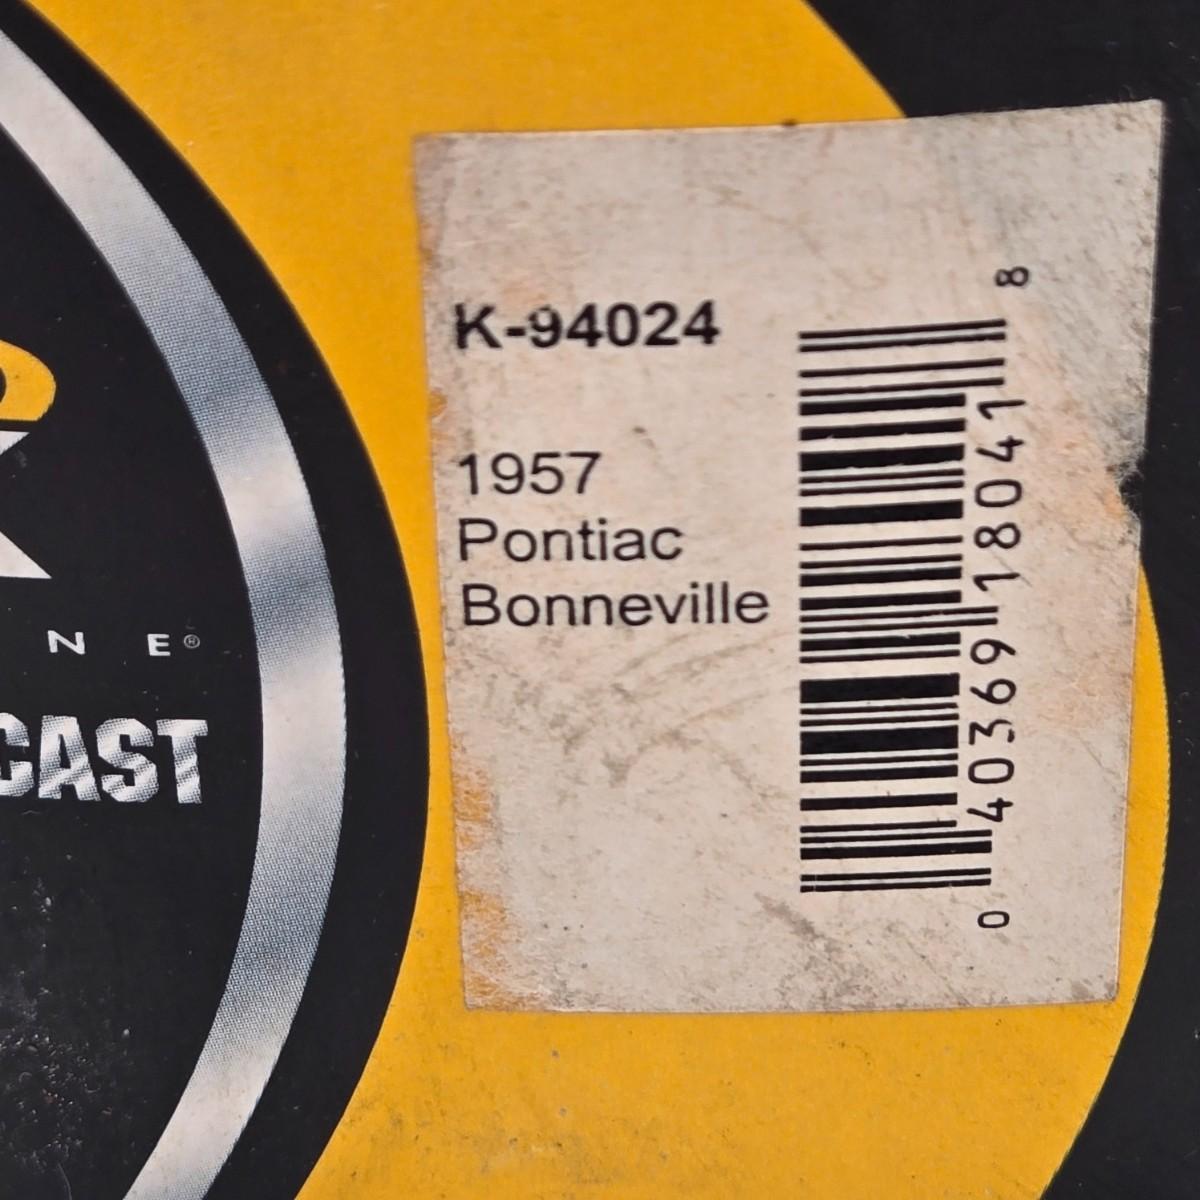 K-94024
1957
Pontiac
Bonneville
0 40369 18041 8
N E®
CAST